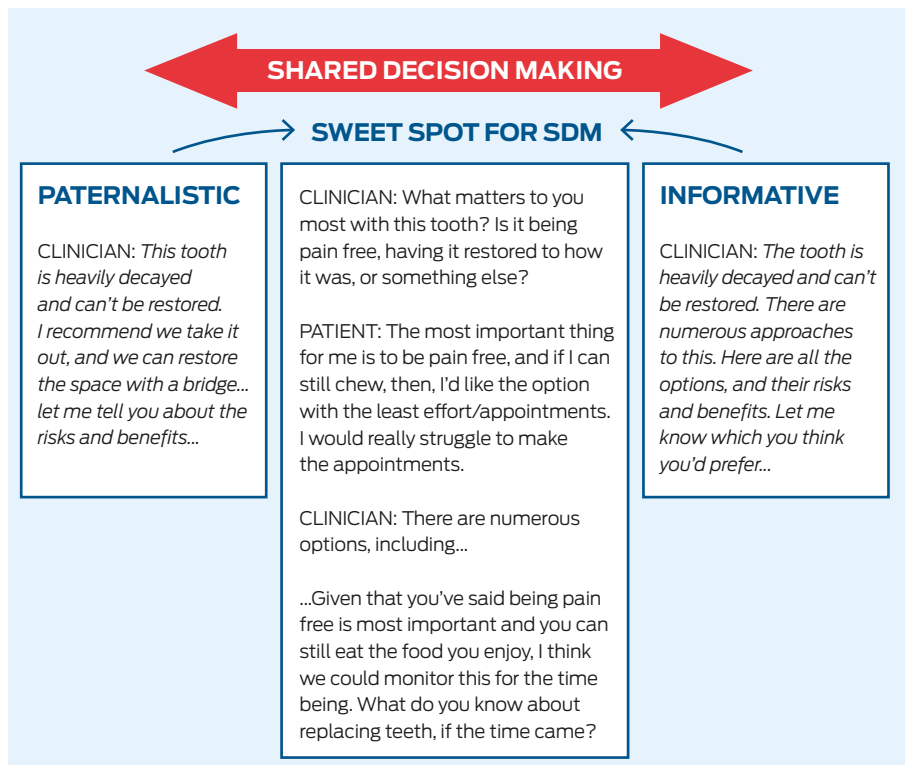 SHARED DECISION MAKING
SWEET SPOT FOR SDM
PATERNALISTIC
CLINICIAN: This tooth
is heavily decayed
and can't be restored.
I recommend we take it
out, and we can restore
the space with a bridge...
let me tell you about the
risks and benefits...
CLINICIAN: What matters to you
most with this tooth? Is it being
pain free, having it restored to how
it was, or something else?
PATIENT: The most important thing
for me is to be pain free, and if I can
still chew, then, I'd like the option
with the least effort/appointments.
I would really struggle to make
the appointments.
CLINICIAN: There are numerous
options, including...
...Given that you've said being pain
free is most important and you can
still eat the food you enjoy, I think
we could monitor this for the time
being. What do you know about
replacing teeth, if the time came?
INFORMATIVE
CLINICIAN: The tooth is
heavily decayed and can't
be restored. There are
numerous approaches
to this. Here are all the
options, and their risks
and benefits. Let me
know which you think
you'd prefer...